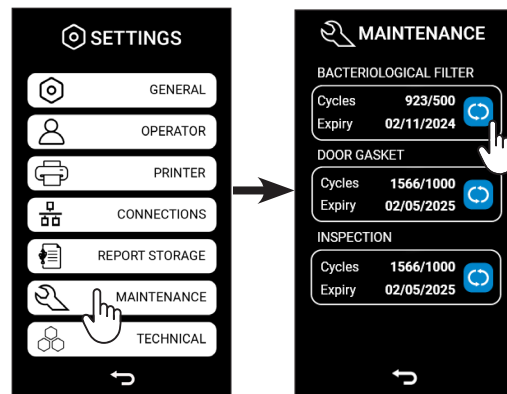 SETTINGS
GENERAL
OPERATOR
PRINTER
CONNECTIONS
REPORT STORAGE
MAINTENANCE
TECHNICAL
MAINTENANCE
BACTERIOLOGICAL FILTER
Cycles 923/500
Expiry 02/11/2024
DOOR GASKET
Cycles 1566/1000
Expiry 02/05/2025
INSPECTION
Cycles 1566/1000
Expiry 02/05/2025